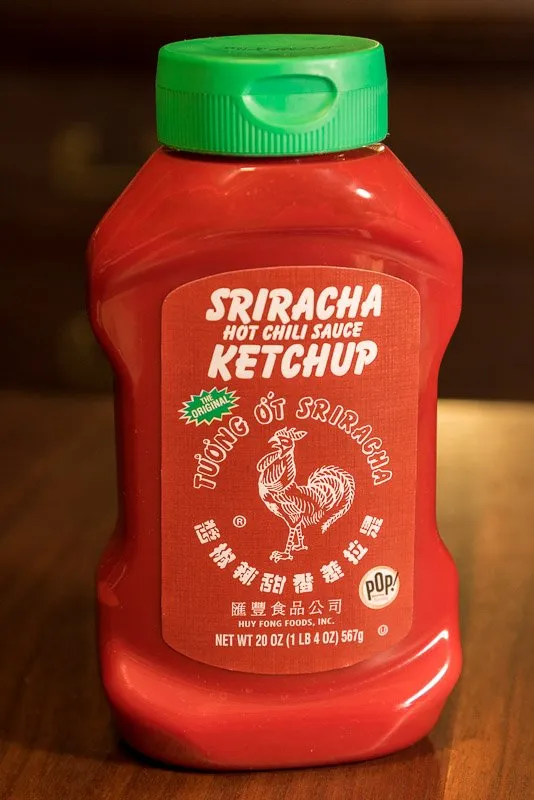 SRIRACHA
HOT CHILI SAUCE
KETCHUP
THE
ORIGINAL
TƯƠNG ỚT SRIRACHA
®
POP!
匯豐食品公司
HUY FONG FOODS, INC.
NET WT 20 OZ (1 LB 4 OZ) 567g
U